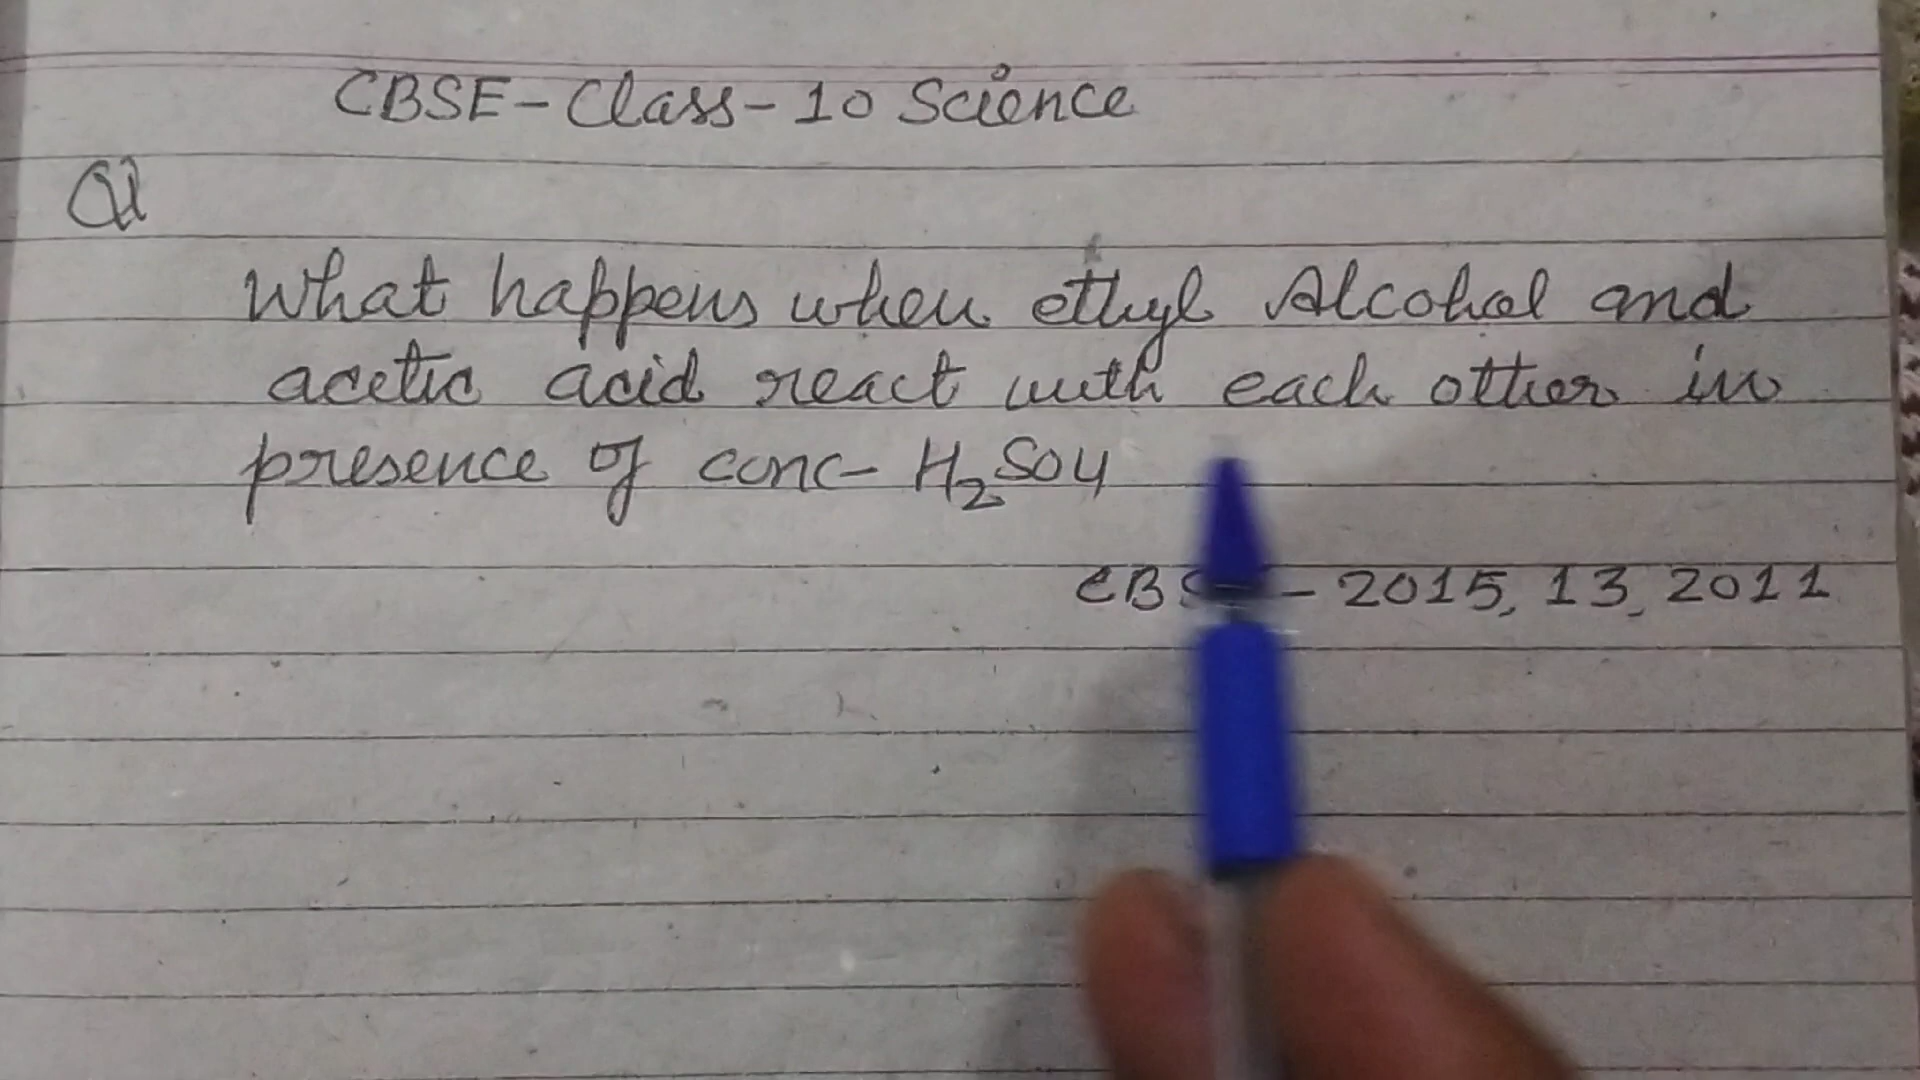 CBSE-Class-10 Science
Q1
What happens when ethyl Alcohol and
acetic acid react with each other in
presence of conc- H₂SO4
CBSE - 2015, 13, 2011